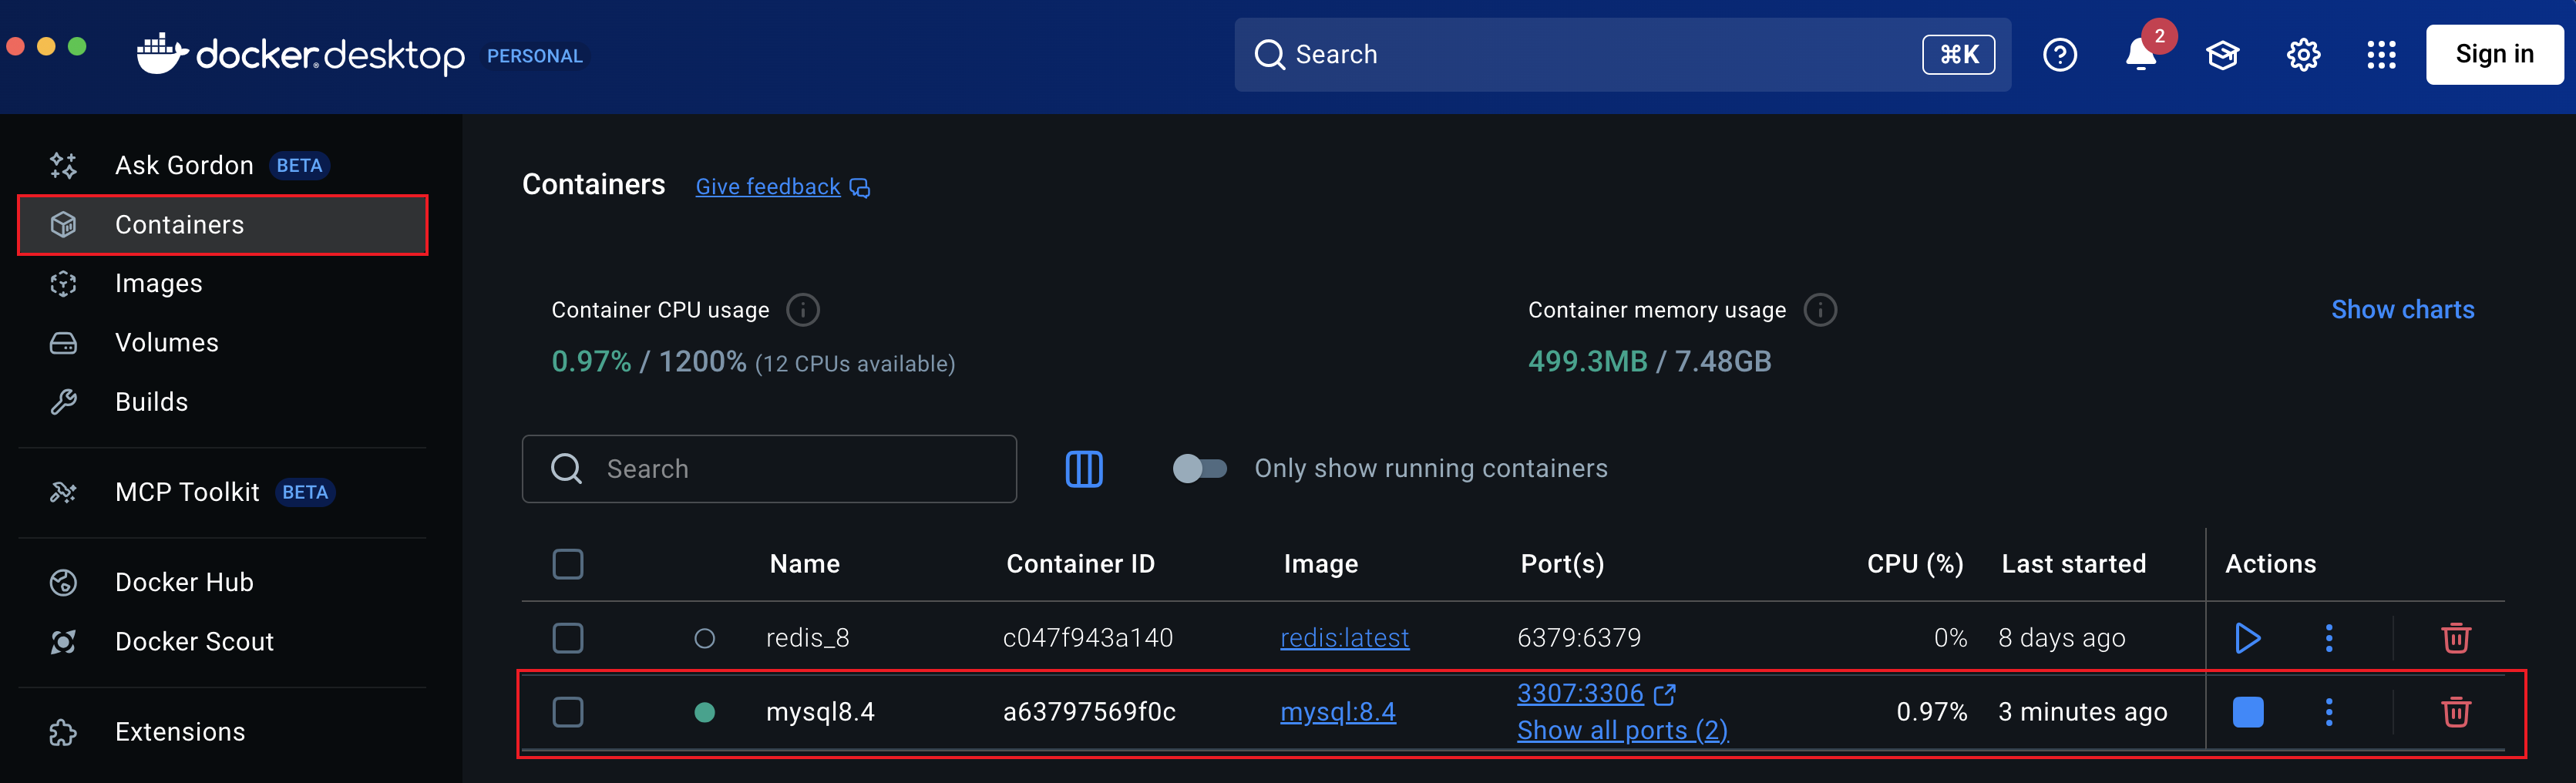 docker.desktop PERSONAL
Search
⌘K
2
Sign in
Ask Gordon BETA
Containers
Images
Volumes
Builds
MCP Toolkit BETA
Docker Hub
Docker Scout
Extensions
Containers Give feedback
Container CPU usage
0.97% / 1200% (12 CPUs available)
Container memory usage
499.3MB / 7.48GB
Show charts
Search
Only show running containers
Name Container ID Image Port(s) CPU (%) Last started Actions
redis_8 c047f943a140 redis:latest 6379:6379 0% 8 days ago
mysql8.4 a63797569f0c mysql:8.4 3307:3306 0.97% 3 minutes ago
Show all ports (2)